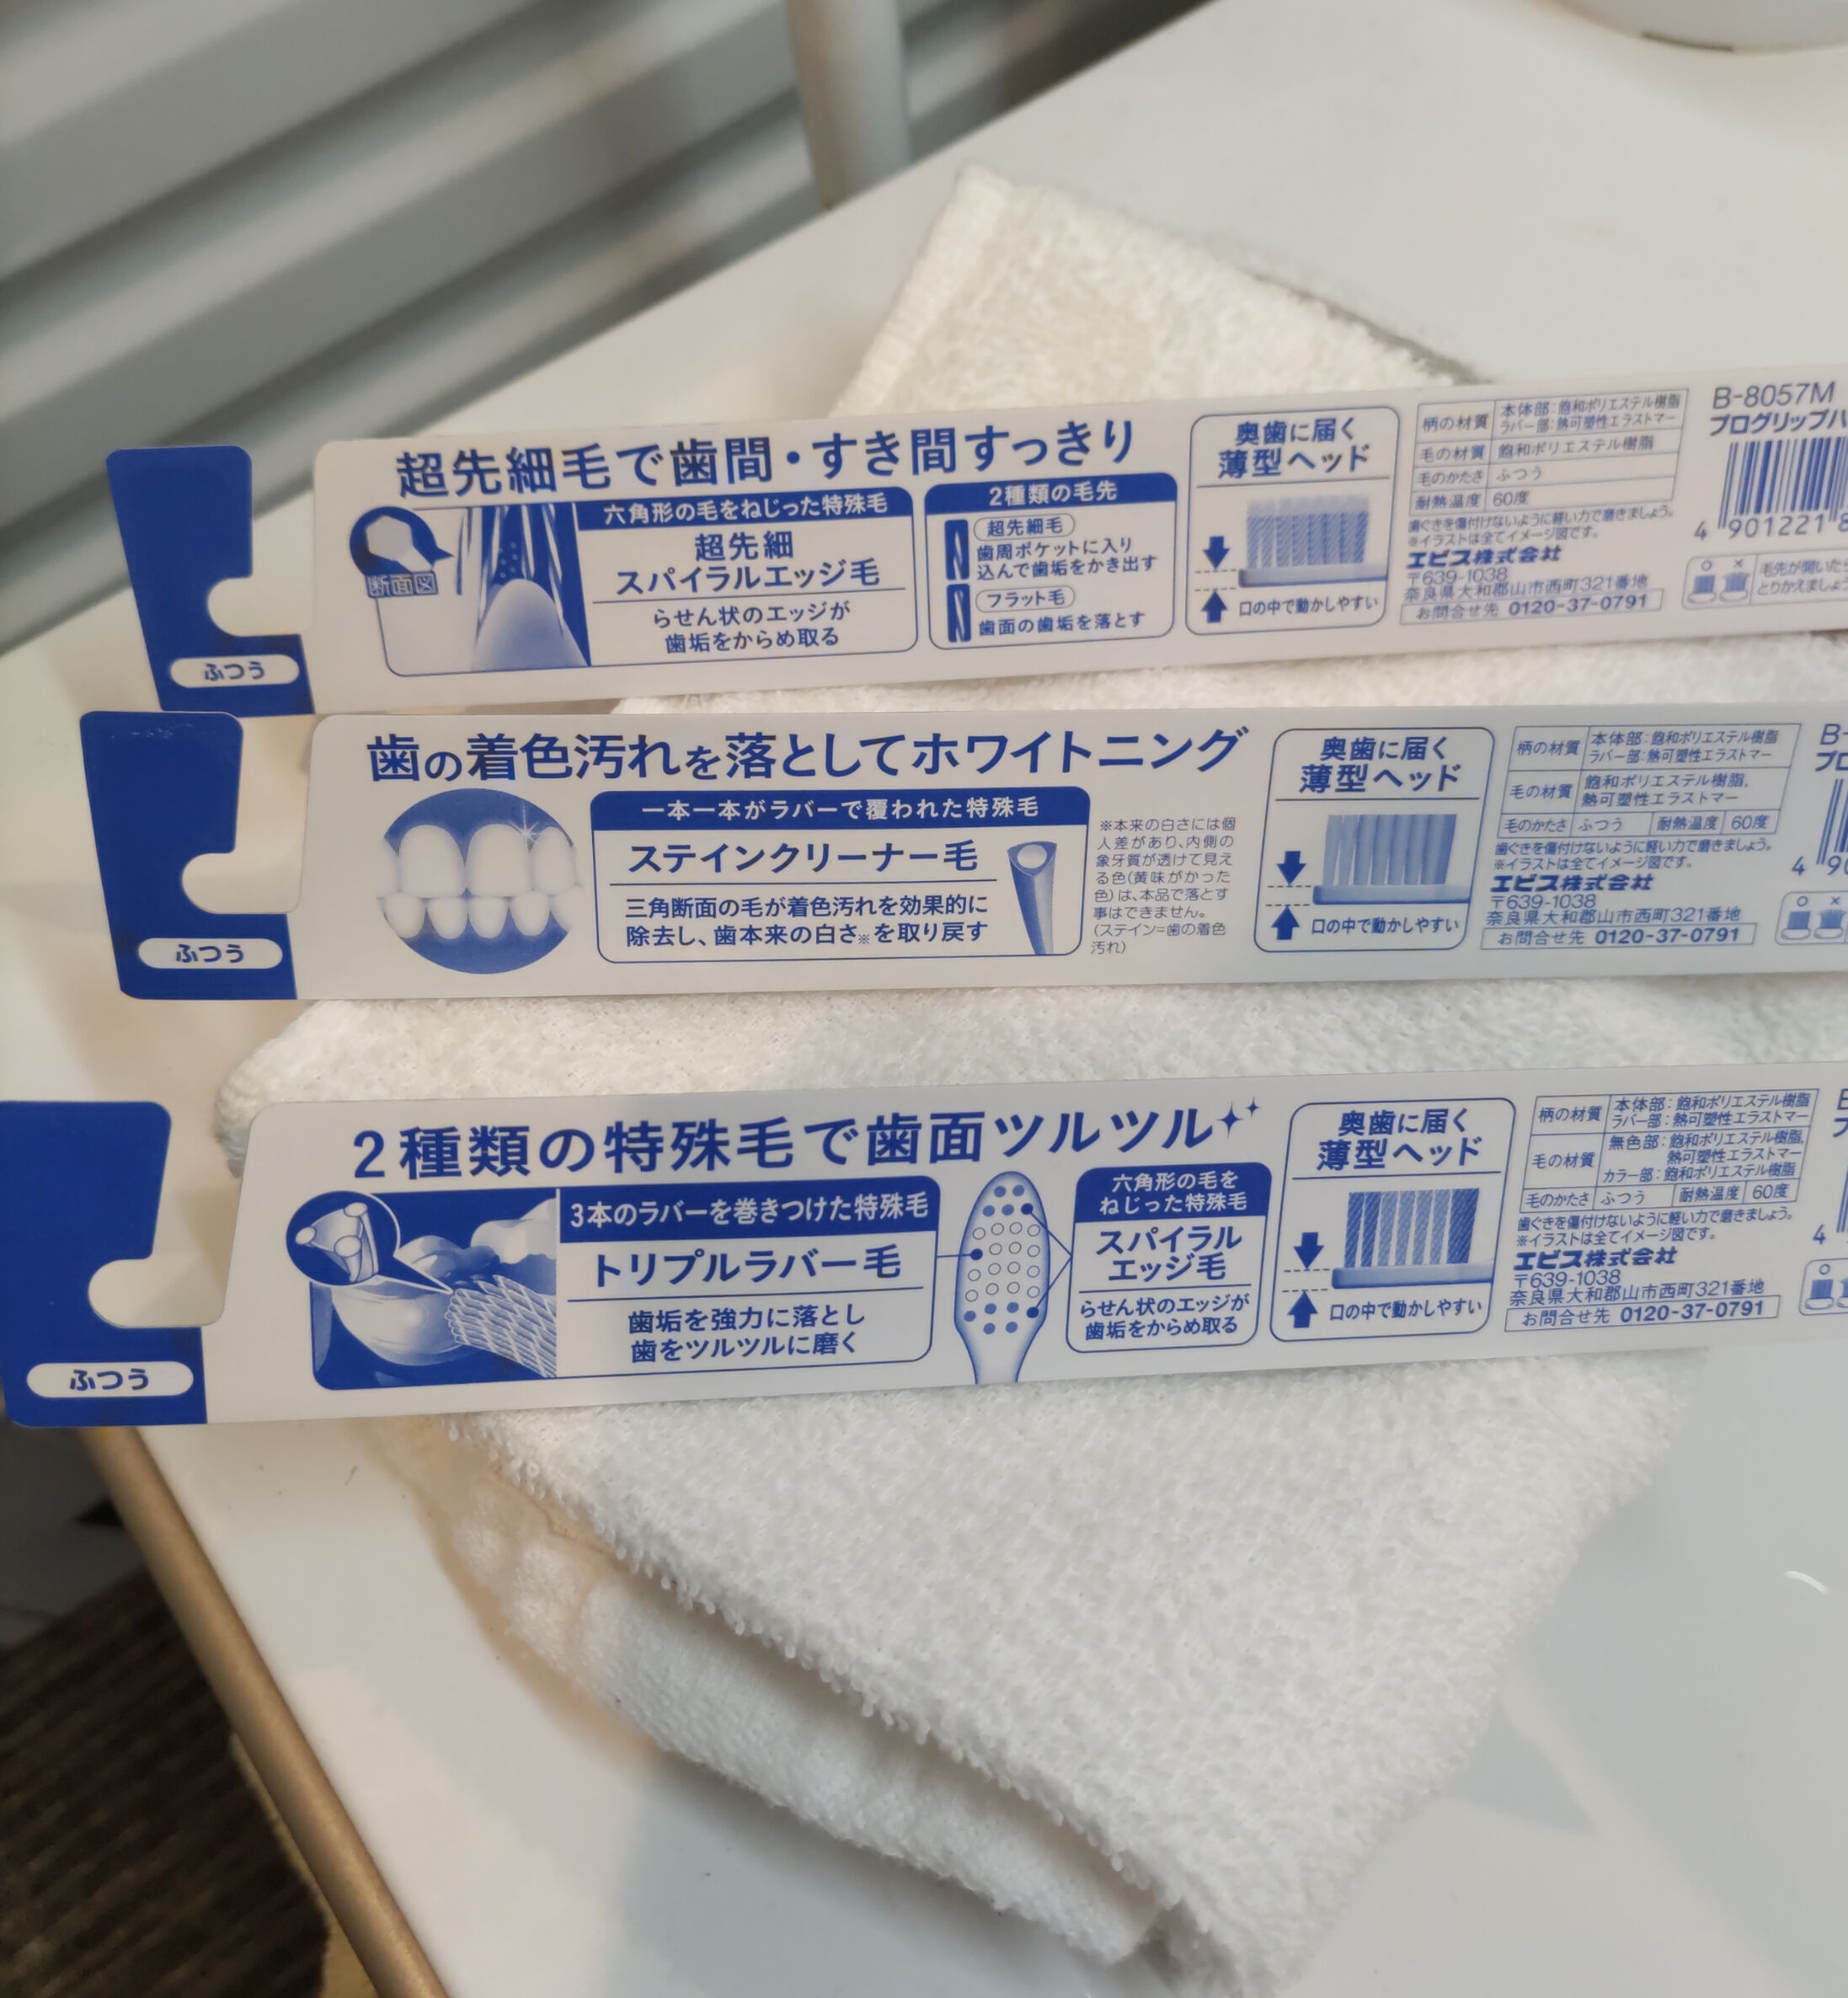 超先細毛で歯間・すき間すっきり
断面図
六角形の毛をねじった特殊毛
超先細
スパイラルエッジ毛
らせん状のエッジが
歯垢をからめ取る
2種類の毛先
超先細毛
歯周ポケットに入り
込んで歯垢をかき出す
フラット毛
歯面の歯垢を落とす
奥歯に届く
薄型ヘッド
口の中で動かしやすい
柄の材質 本体部:飽和ポリエステル樹脂
ラバー部:熱可塑性エラストマー
毛の材質 飽和ポリエステル樹脂
毛のかたさ ふつう
耐熱温度 60度
歯ぐきを傷付けないように軽い力で磨きましょう。
※イラストは全てイメージ図です。
エビス株式会社
〒639-1038
奈良県大和郡山市西町321番地
お問合せ先 0120-37-0791
B-8057M
プログリップハ
4 901221 8
○ ×
毛先が開いたら
とりかえましょ
ふつう
歯の着色汚れを落としてホワイトニング
一本一本がラバーで覆われた特殊毛
ステインクリーナー毛
三角断面の毛が着色汚れを効果的に
除去し、歯本来の白さ※を取り戻す
※本来の白さには個
人差があり、内側の
象牙質が透けて見え
る色(黄味がかった
色)は、本品で落とす
事はできません。
(ステイン=歯の着色
汚れ)
奥歯に届く
薄型ヘッド
口の中で動かしやすい
柄の材質 本体部:飽和ポリエステル樹脂
ラバー部:熱可塑性エラストマー
毛の材質 飽和ポリエステル樹脂,
熱可塑性エラストマー
毛のかたさ ふつう 耐熱温度 60度
歯ぐきを傷付けないように軽い力で磨きましょう。
※イラストは全てイメージ図です。
エビス株式会社
〒639-1038
奈良県大和郡山市西町321番地
お問合せ先 0120-37-0791
B-
プロ
4 90
○ ×
ふつう
2種類の特殊毛で歯面ツルツル
3本のラバーを巻きつけた特殊毛
トリプルラバー毛
歯垢を強力に落とし
歯をツルツルに磨く
六角形の毛を
ねじった特殊毛
スパイラル
エッジ毛
らせん状のエッジが
歯垢をからめ取る
奥歯に届く
薄型ヘッド
口の中で動かしやすい
柄の材質 本体部:飽和ポリエステル樹脂
ラバー部:熱可塑性エラストマー
毛の材質 無色部:飽和ポリエステル樹脂,
熱可塑性エラストマー
カラー部:飽和ポリエステル樹脂
毛のかたさ ふつう 耐熱温度 60度
歯ぐきを傷付けないように軽い力で磨きましょう。
※イラストは全てイメージ図です。
エビス株式会社
〒639-1038
奈良県大和郡山市西町321番地
お問合せ先 0120-37-0791
4
○
ふつう